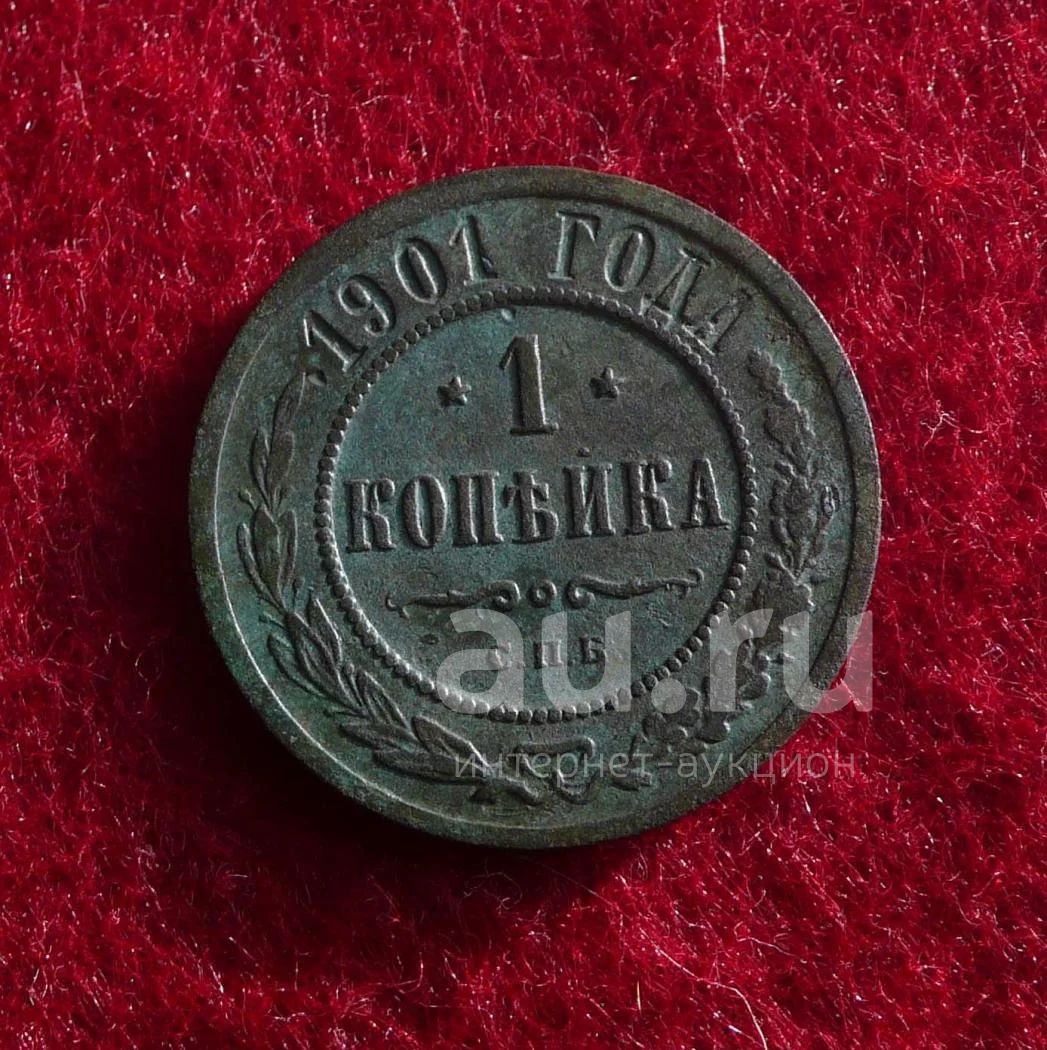 1901 ГОДА
* 1 *
КОПѢЙКА
С.П.Б.
au.ru
интернет-аукцион